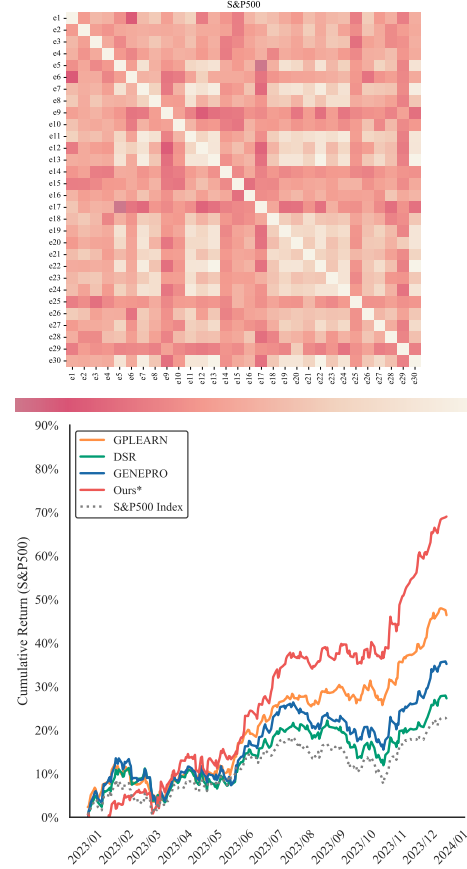 S&P500
e1
e2
e3
e4
e5
e6
e7
e8
e9
e10
e11
e12
e13
e14
e15
e16
e17
e18
e19
e20
e21
e22
e23
e24
e25
e26
e27
e28
e29
e30
e1 e2 e3 e4 e5 e6 e7 e8 e9 e10 e11 e12 e13 e14 e15 e16 e17 e18 e19 e20 e21 e22 e23 e24 e25 e26 e27 e28 e29 e30
90%
80%
70%
60%
50%
40%
30%
20%
10%
0%
Cumulative Return (S&P500)
GPLEARN
DSR
GENEPRO
Ours*
S&P500 Index
2023/01 2023/02 2023/03 2023/04 2023/05 2023/06 2023/07 2023/08 2023/09 2023/10 2023/11 2023/12 2024/01